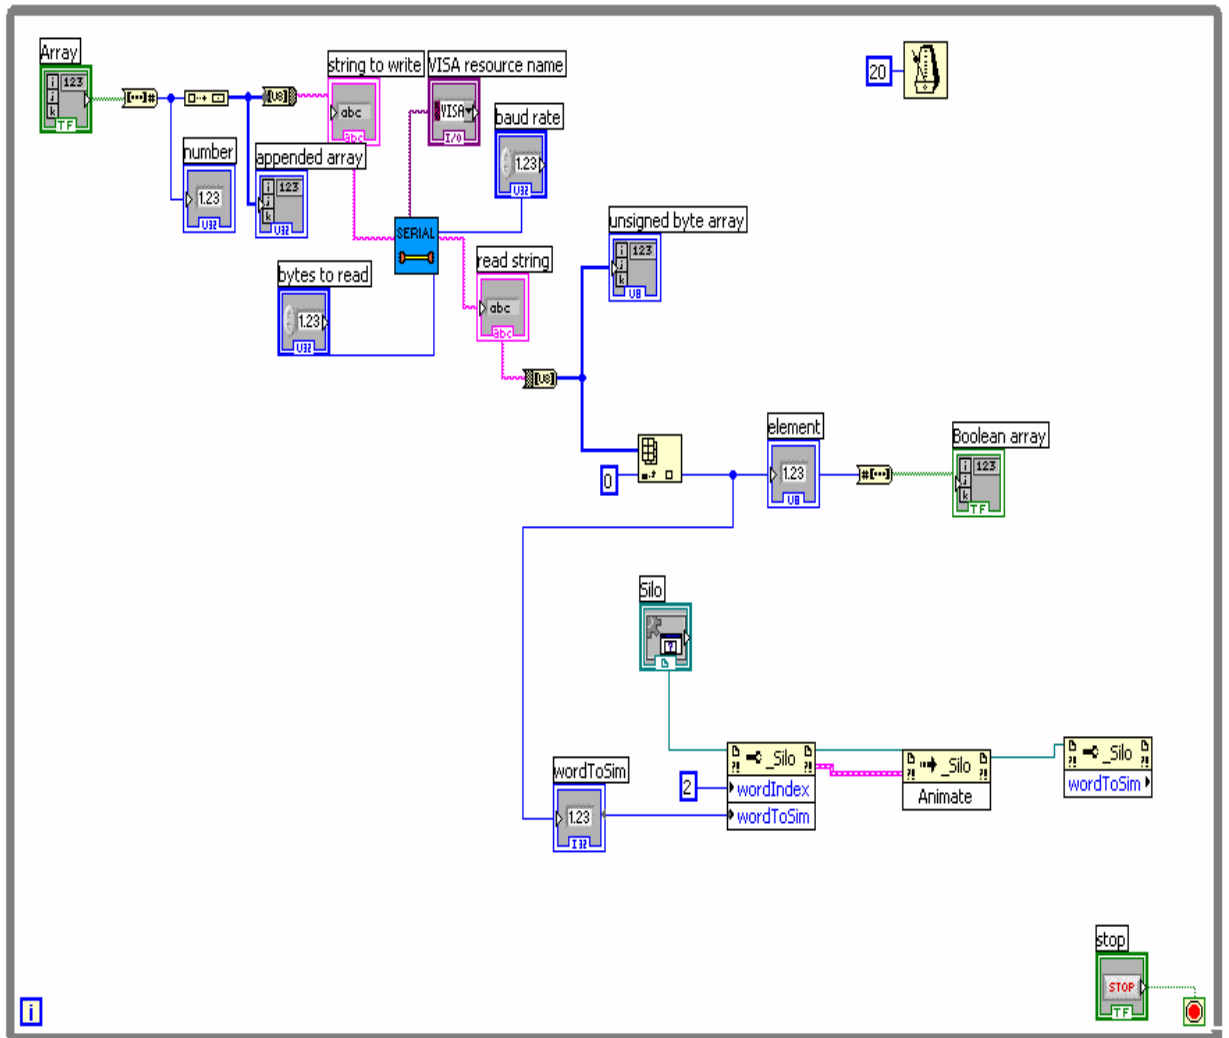 Array
i
j
k
123
TF
[...]#
[U8]
string to write
abc
abc
VISA resource name
VISA
I/O
baud rate
1.23
U32
20
number
1.23
U32
appended array
i
j
k
123
U32
SERIAL
bytes to read
1.23
U32
read string
abc
abc
unsigned byte array
i
j
k
123
U8
[U8]
0
element
1.23
U8
#[...]
Boolean array
i
j
k
123
TF
Silo
?
wordToSim
1.23
I32
2
?! _Silo ?!
wordIndex
wordToSim
?! _Silo ?!
Animate
?! _Silo ?!
wordToSim
stop
STOP
TF
i